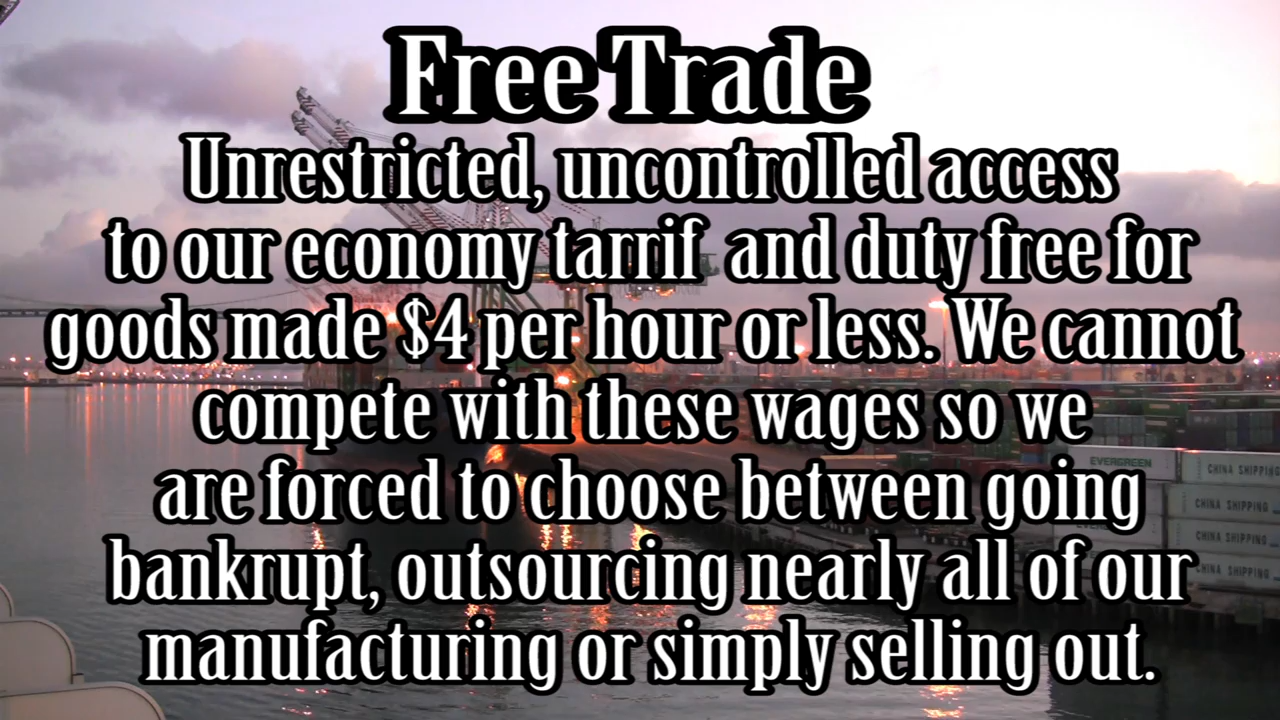 Free Trade
Unrestricted, uncontrolled access
to our economy tarrif and duty free for
goods made $4 per hour or less. We cannot
compete with these wages so we
are forced to choose between going
bankrupt, outsourcing nearly all of our
manufacturing or simply selling out.
EVERGREEN
CHINA SHIPPING
CHINA SHIPPING
CHINA SHIPPING
CHINA SHIPPING